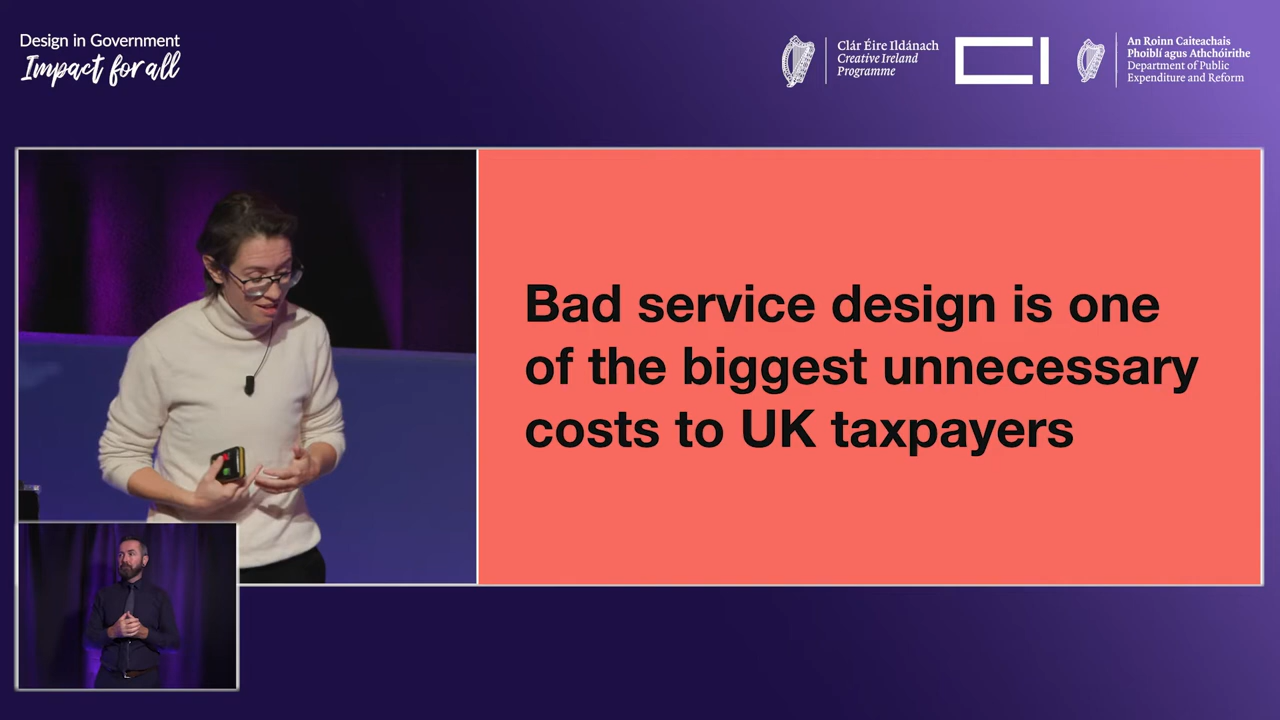 Design in Government
Impact for all
Clár Éire Ildánach
Creative Ireland
Programme
CI
An Roinn Caiteachais
Phoiblí agus Athchóirithe
Department of Public
Expenditure and Reform
Bad service design is one
of the biggest unnecessary
costs to UK taxpayers